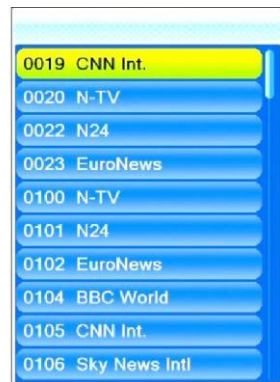 0019 CNN Int.
0020 N-TV
0022 N24
0023 EuroNews
0100 N-TV
0101 N24
0102 EuroNews
0104 BBC World
0105 CNN Int.
0106 Sky News Intl